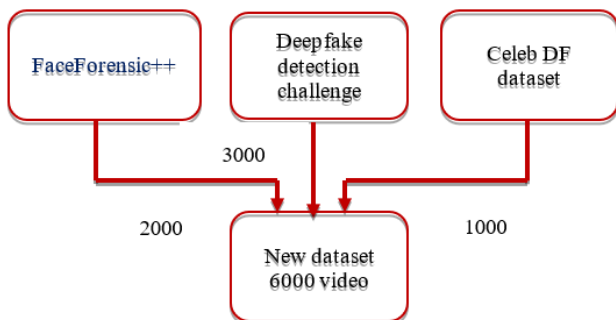 FaceForensic++
Deepfake
detection
challenge
Celeb DF
dataset
3000
2000
1000
New dataset
6000 video